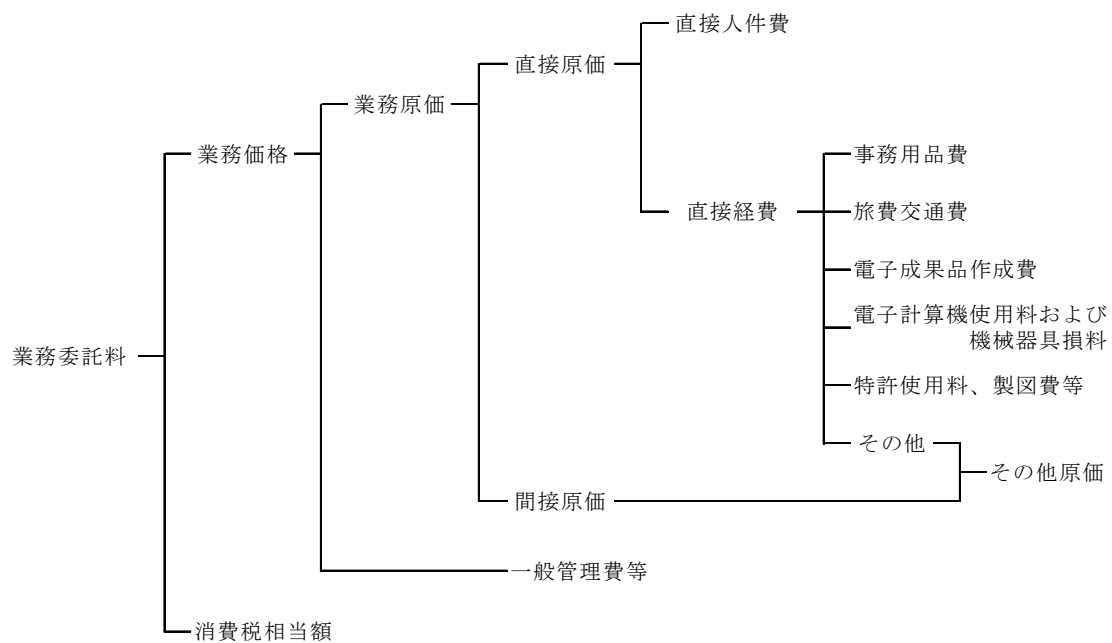 直接人件費
直接原価
業務原価
業務価格
事務用品費
直接経費
旅費交通費
電子成果品作成費
電子計算機使用料および
機械器具損料
業務委託料
特許使用料、製図費等
その他
その他原価
間接原価
一般管理費等
消費税相当額